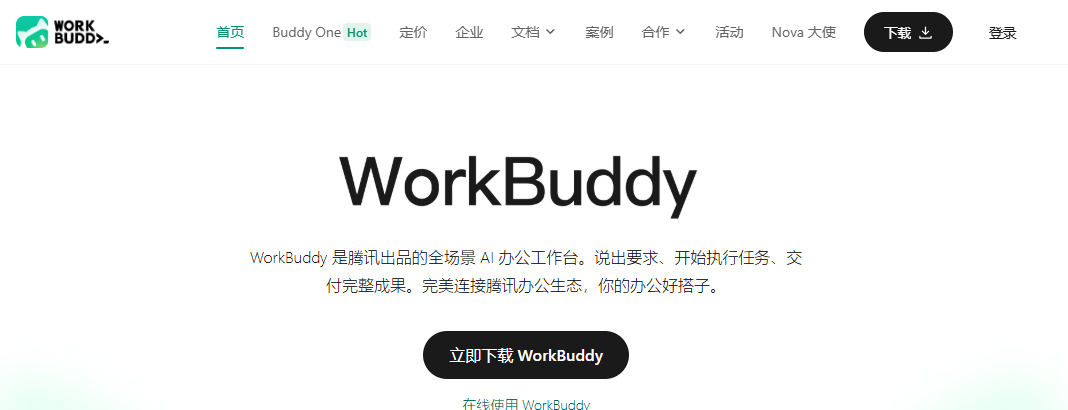 WORK
BUDD>_
首页 Buddy One Hot 定价 企业 文档 案例 合作 活动 Nova 大使 下载 登录
WorkBuddy
WorkBuddy 是腾讯出品的全场景 AI 办公工作台。说出要求、开始执行任务、交
付完整成果。完美连接腾讯办公生态，你的办公好搭子。
立即下载 WorkBuddy
在线使用 WorkBuddy